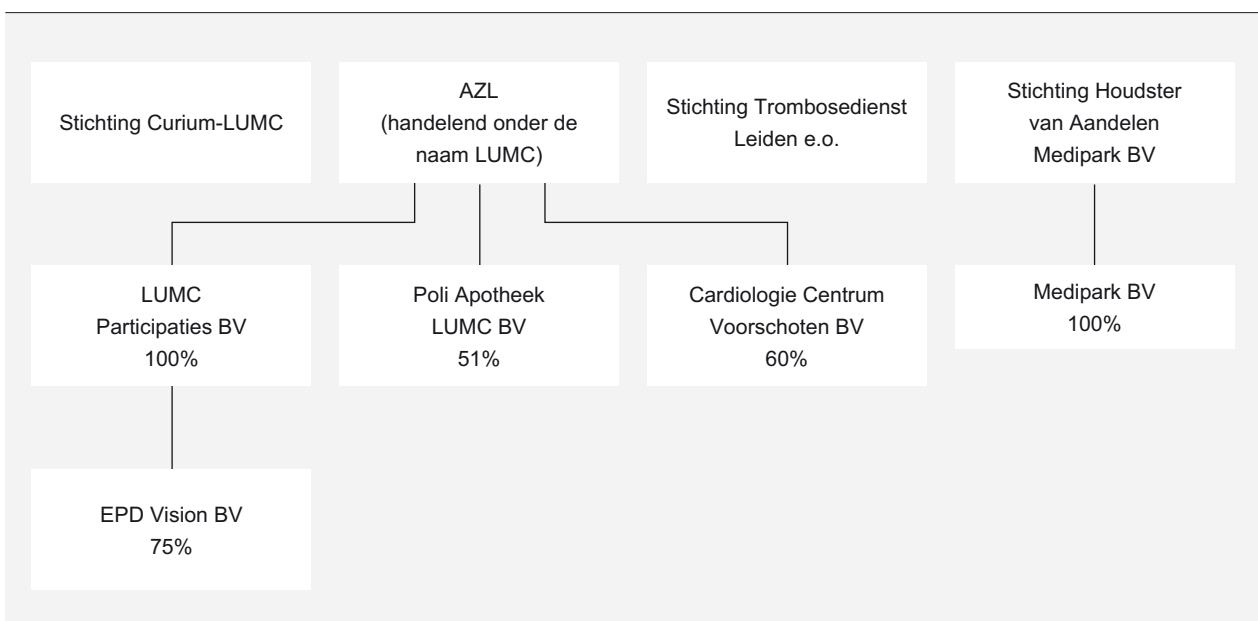 Stichting Curium-LUMC
AZL
(handelend onder de
naam LUMC)
Stichting Trombosedienst
Leiden e.o.
Stichting Houdster
van Aandelen
Medipark BV
LUMC
Participaties BV
100%
Poli Apotheek
LUMC BV
51%
Cardiologie Centrum
Voorschoten BV
60%
Medipark BV
100%
EPD Vision BV
75%